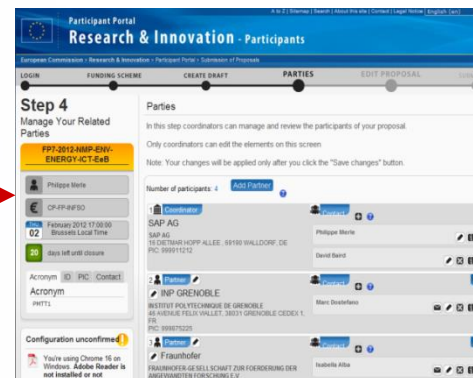 A to Z | Sitemap | Search | About this site | Contact | Legal Notice | English (en)
Participant Portal
Research & Innovation - Participants
European Commission > Research & Innovation > Participant Portal > Submission of Proposals
LOGIN FUNDING SCHEME CREATE DRAFT PARTIES EDIT PROPOSAL
Step 4
Manage Your Related
Parties
FP7-2012-NMP-ENV-
ENERGY-ICT-EeB
Philippe Merle
CP-FP-INFSO
02 February 2012 17:00:00
Brussels Local Time
20 days left until closure
Acronym ID PIC Contact
Acronym
PMTT1
Configuration unconfirmed
You're using Chrome 16 on
Windows. Adobe Reader is
not installed or not
Parties
In this step coordinators can manage and review the participants of your proposal.
Only coordinators can edit the elements on this screen.
Note: Your changes will be applied only after you click the "Save changes" button.
Number of participants: 4 Add Partner
1 Coordinator Contact
SAP AG
SAP AG
16 DIETMAR HOPP ALLEE , 69190 WALLDORF, DE
PIC: 999911212
Philippe Merle
David Baird
2 Partner Contact
INP GRENOBLE
INSTITUT POLYTECHNIQUE DE GRENOBLE
46 AVENUE FELIX VIALLET, 38031 GRENOBLE CEDEX 1,
FR
PIC: 999875225
Marc Dostefano
3 Partner Contact
Fraunhofer
FRAUNHOFER-GESELLSCHAFT ZUR FOERDERUNG DER
ANGEWANDTEN FORSCHUNG E.V
Isabella Alba